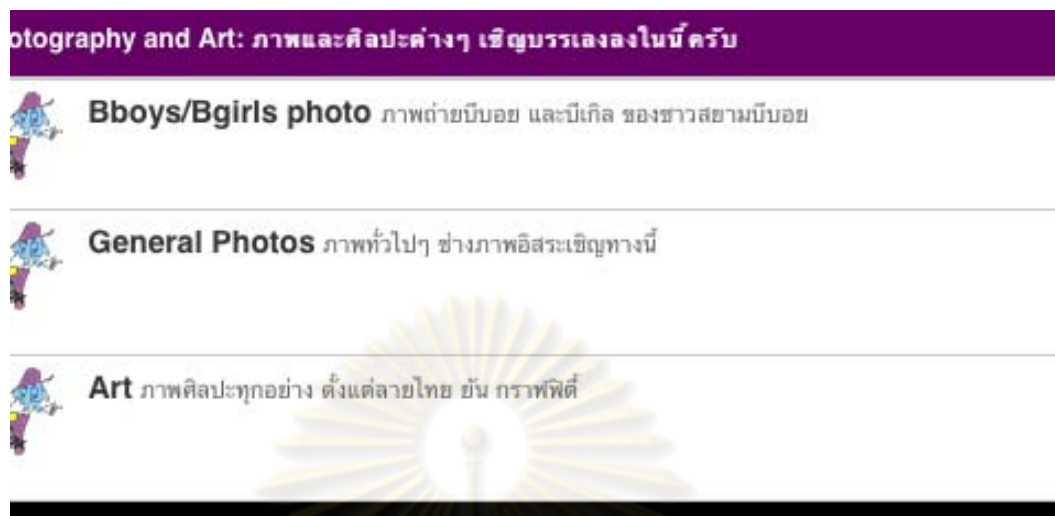 otography and Art: ภาพและศิลปะต่างๆ เชิญบรรเลงลงในนี้ครับ
Bboys/Bgirls photo ภาพถ่ายบีบอย และบีเกิล ของชาวสยามบีบอย
General Photos ภาพทั่วไปๆ ช่างภาพอิสระเชิญทางนี้
Art ภาพศิลปะทุกอย่าง ตั้งแต่ลายไทย ยัน กราฟฟิตี้